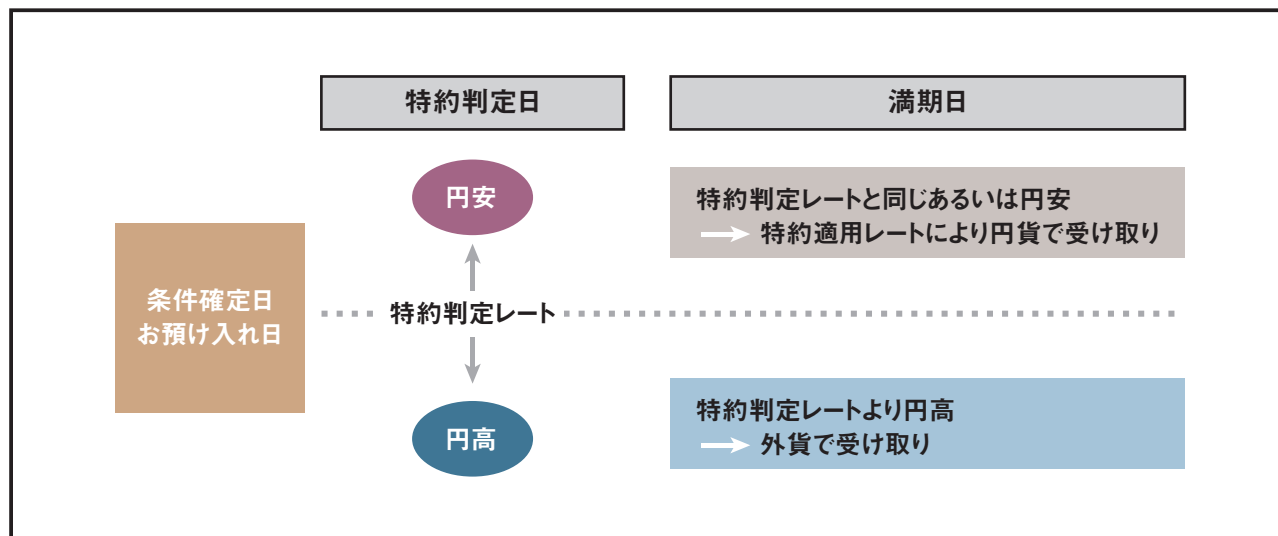 特約判定日
満期日
円安
特約判定レートと同じあるいは円安
→ 特約適用レートにより円貨で受け取り
条件確定日
お預け入れ日
特約判定レート
円高
特約判定レートより円高
→ 外貨で受け取り